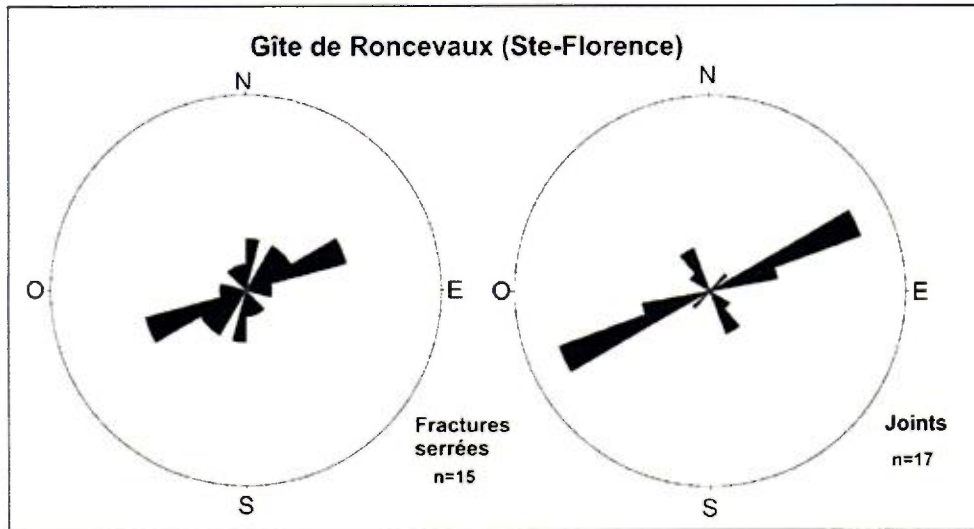 Gîte de Roncevaux (Ste-Florence)
N
O
E
S
Fractures
serrées
n=15
N
O
E
S
Joints
n=17